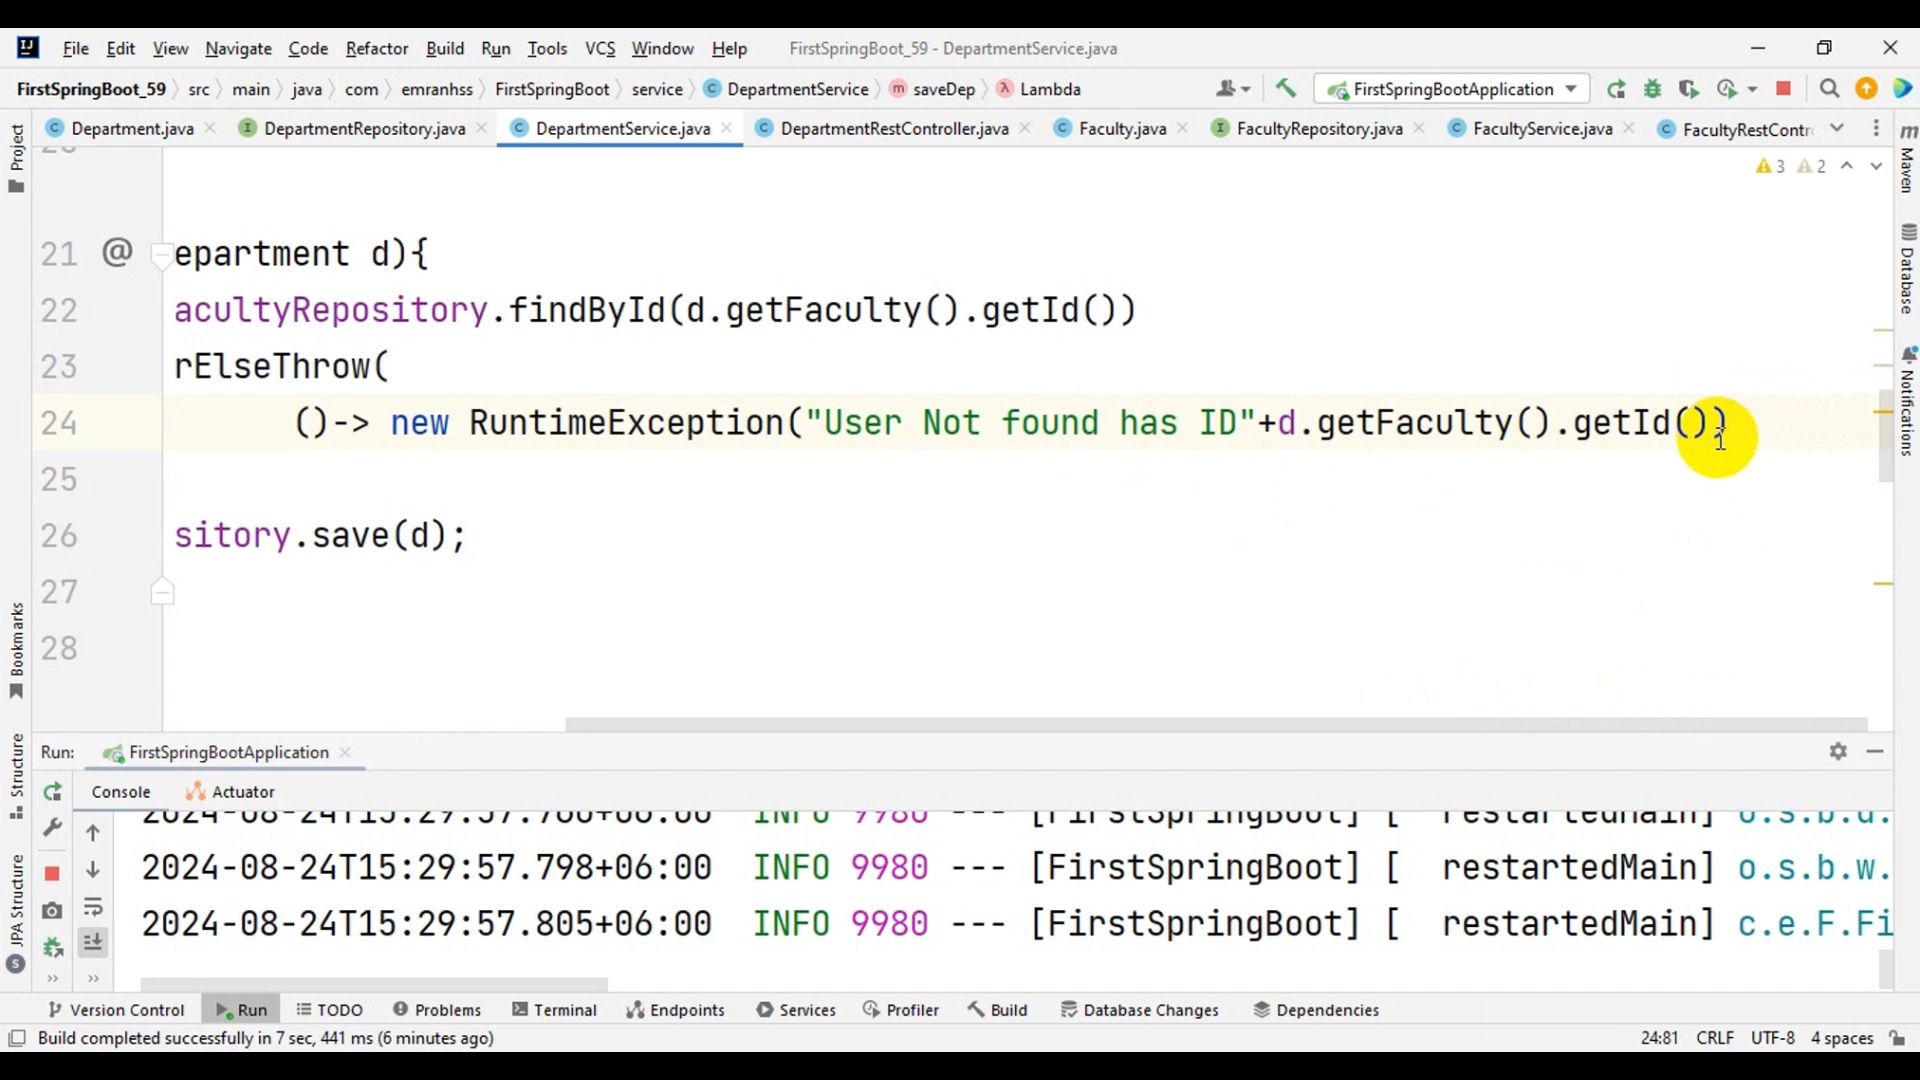 File Edit View Navigate Code Refactor Build Run Tools VCS Window Help FirstSpringBoot_59 - DepartmentService.java
FirstSpringBoot_59 src main java com emranhss FirstSpringBoot service DepartmentService saveDep Lambda FirstSpringBootApplication
Department.java DepartmentRepository.java DepartmentService.java DepartmentRestController.java Faculty.java FacultyRepository.java FacultyService.java FacultyRestContr
3 2
21 @ epartment d){
22 acultyRepository.findById(d.getFaculty().getId())
23 rElseThrow(
24 ()-> new RuntimeException("User Not found has ID"+d.getFaculty().getId())
25
26 sitory.save(d);
27
28
Project
Bookmarks
Structure
JPA Structure
Maven
Database
Notifications
Run: FirstSpringBootApplication
Console Actuator
2024-08-24T15:29:57.798+06:00 INFO 9980 --- [FirstSpringBoot] [ restartedMain] o.s.b.w.
2024-08-24T15:29:57.805+06:00 INFO 9980 --- [FirstSpringBoot] [ restartedMain] c.e.F.Fi
Version Control Run TODO Problems Terminal Endpoints Services Profiler Build Database Changes Dependencies
Build completed successfully in 7 sec, 441 ms (6 minutes ago) 24:81 CRLF UTF-8 4 spaces